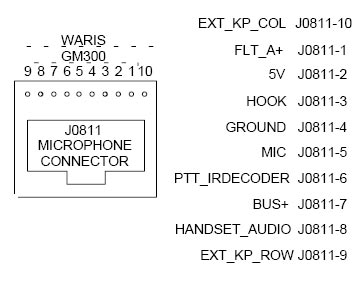 WARIS
GM300
9 8 7 6 5 4 3 2 1 10
J0811
MICROPHONE
CONNECTOR
EXT_KP_COL J0811-10
FLT_A+ J0811-1
5V J0811-2
HOOK J0811-3
GROUND J0811-4
MIC J0811-5
PTT_IRDECODER J0811-6
BUS+ J0811-7
HANDSET_AUDIO J0811-8
EXT_KP_ROW J0811-9